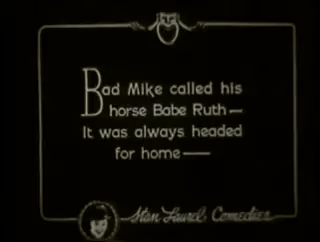 Bad Mike called his
horse Babe Ruth—
It was always headed
for home—
Stan Laurel Comedies